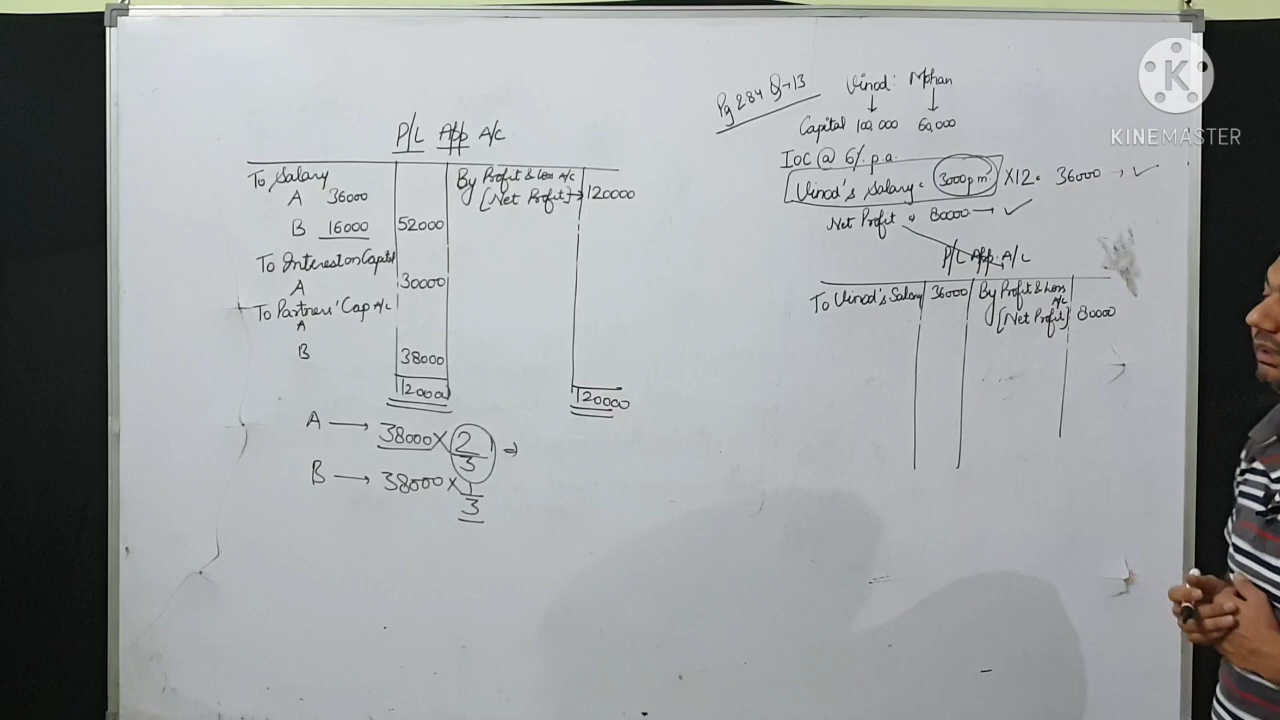 P/L App A/C
To Salary
A 36000
B 16000 52000
To Interest on Capital
A 30000
To Partners' Cap A/c
A
B 38000
120000
By Profit & Loss A/c
[Net Profit] 120000
120000
A → 38000 × 2/3 ⇒
B → 38000 × 1/3
Pg 284 Q→13
Vinod: Mohan
Capital 100,000 60,000
IOC @ 6% p.a.
Vinod's Salary = 3000 p.m. × 12 = 36000
Net Profit ⇒ 80000
P/L App A/C
To Vinod's Salary 36000
By Profit & Loss A/c
[Net Profit] 80000
KINEMASTER